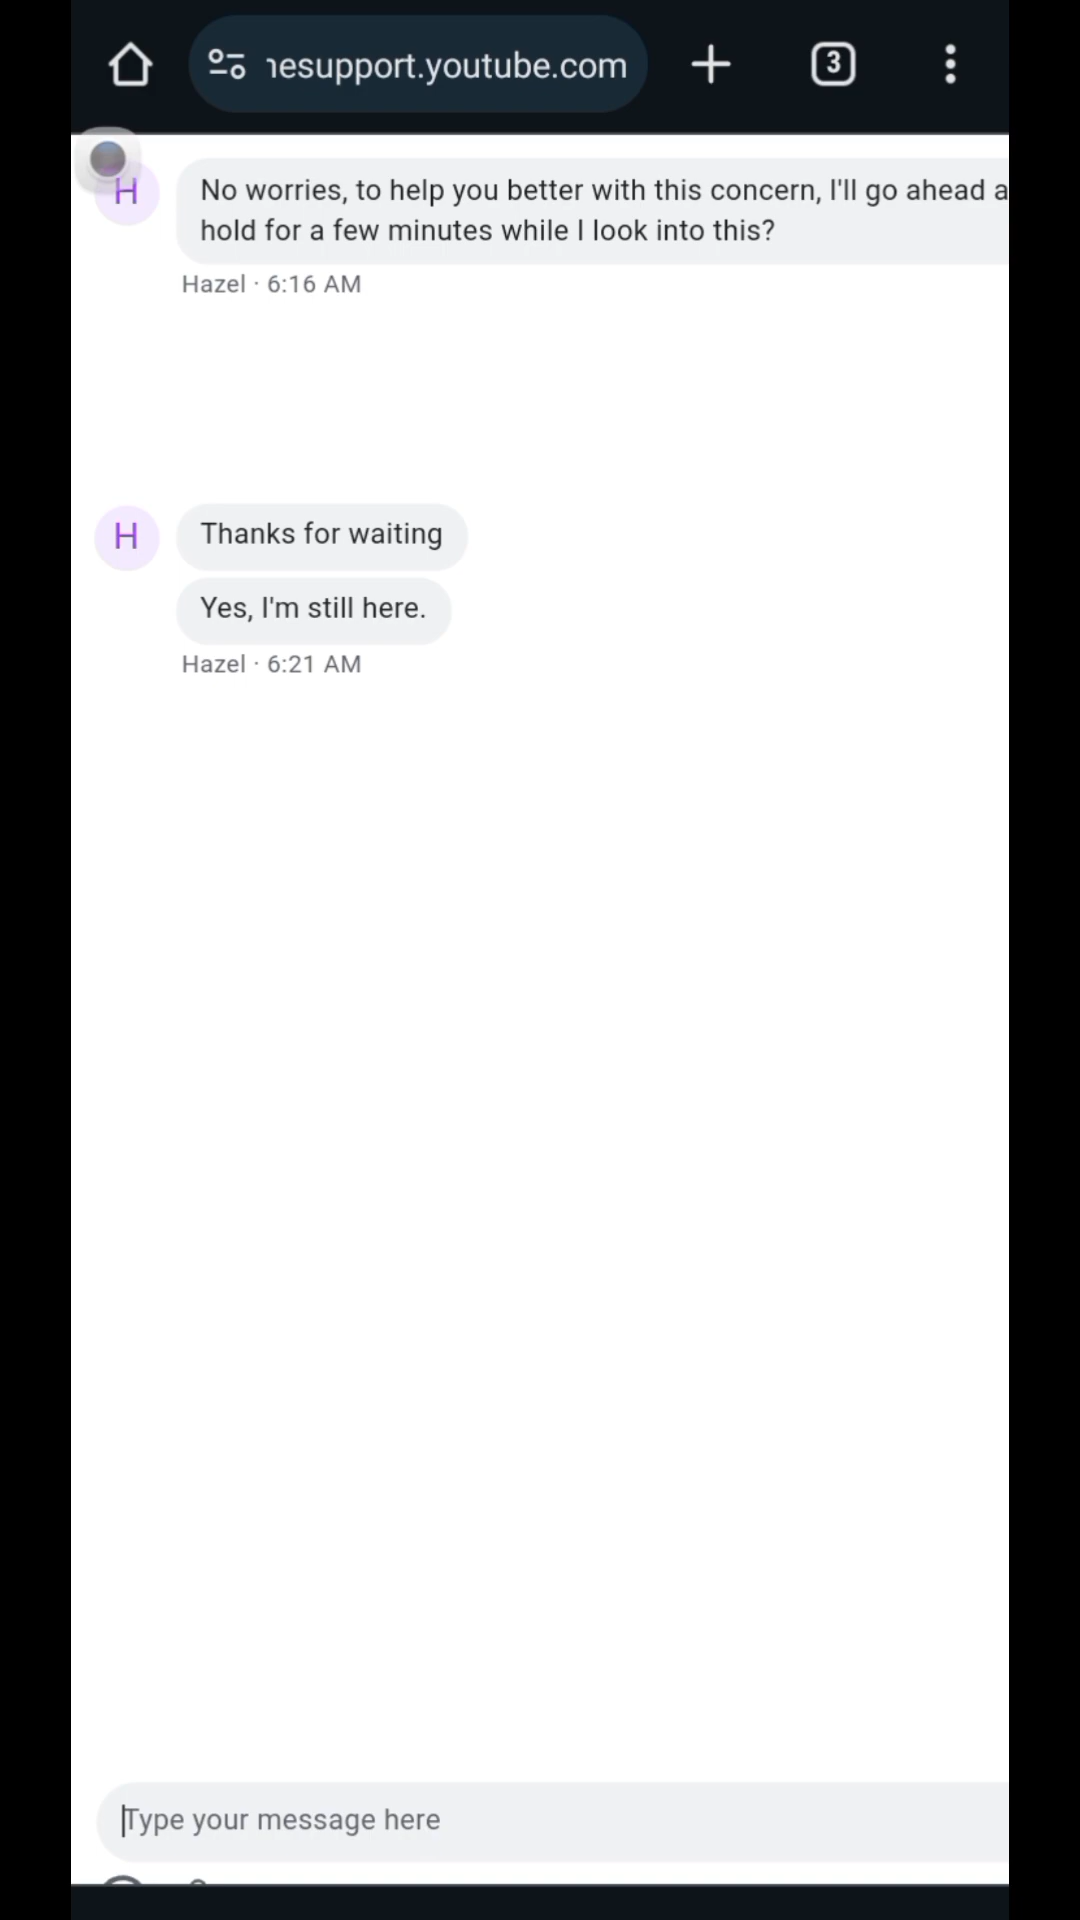 esupport.youtube.com
3
H
No worries, to help you better with this concern, I'll go ahead a
hold for a few minutes while I look into this?
Hazel · 6:16 AM
H
Thanks for waiting
Yes, I'm still here.
Hazel · 6:21 AM
Type your message here